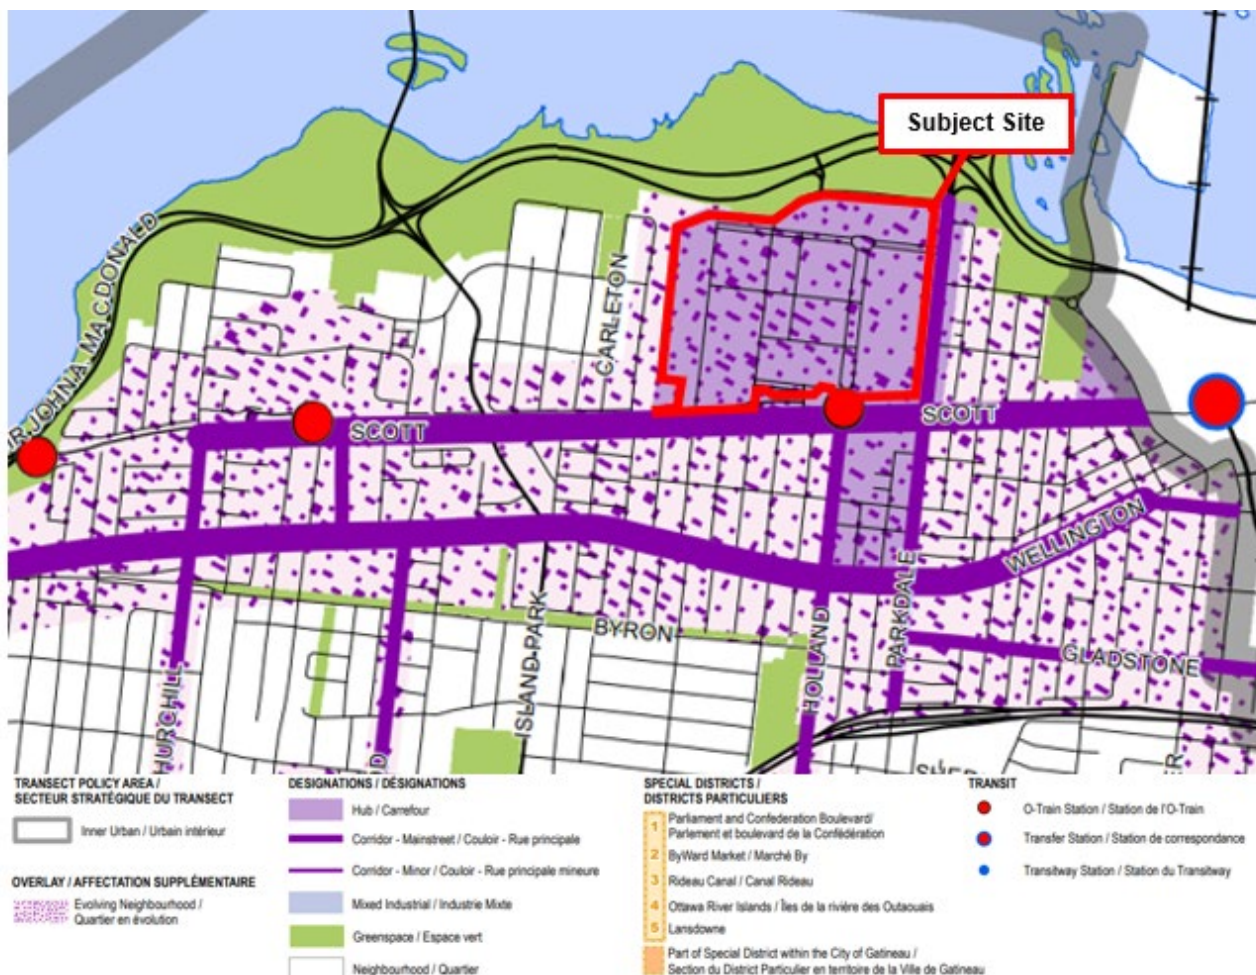 Subject Site
R JOHN A. MACDONALD
CARLETON
SCOTT
SCOTT
WELLINGTON
PARKDALE
HOLLAND
BYRON
ISLAND PARK
GLADSTONE
HURCHILL
TRANSECT POLICY AREA /
SECTEUR STRATÉGIQUE DU TRANSECT
Inner Urban / Urbain intérieur
OVERLAY / AFFECTATION SUPPLÉMENTAIRE
Evolving Neighbourhood /
Quartier en évolution
DESIGNATIONS / DÉSIGNATIONS
Hub / Carrefour
Corridor - Mainstreet / Couloir - Rue principale
Corridor - Minor / Couloir - Rue principale mineure
Mixed Industrial / Industrie Mixte
Greenspace / Espace vert
Neighbourhood / Quartier
SPECIAL DISTRICTS /
DISTRICTS PARTICULIERS
1 Parliament and Confederation Boulevard/
Parlement et boulevard de la Confédération
2 ByWard Market / Marché By
3 Rideau Canal / Canal Rideau
4 Ottawa River Islands / Îles de la rivière des Outaouais
5 Lansdowne
Part of Special District within the City of Gatineau /
Section du District Particulier en territoire de la Ville de Gatineau
TRANSIT
O-Train Station / Station de l'O-Train
Transfer Station / Station de correspondance
Transitway Station / Station du Transitway